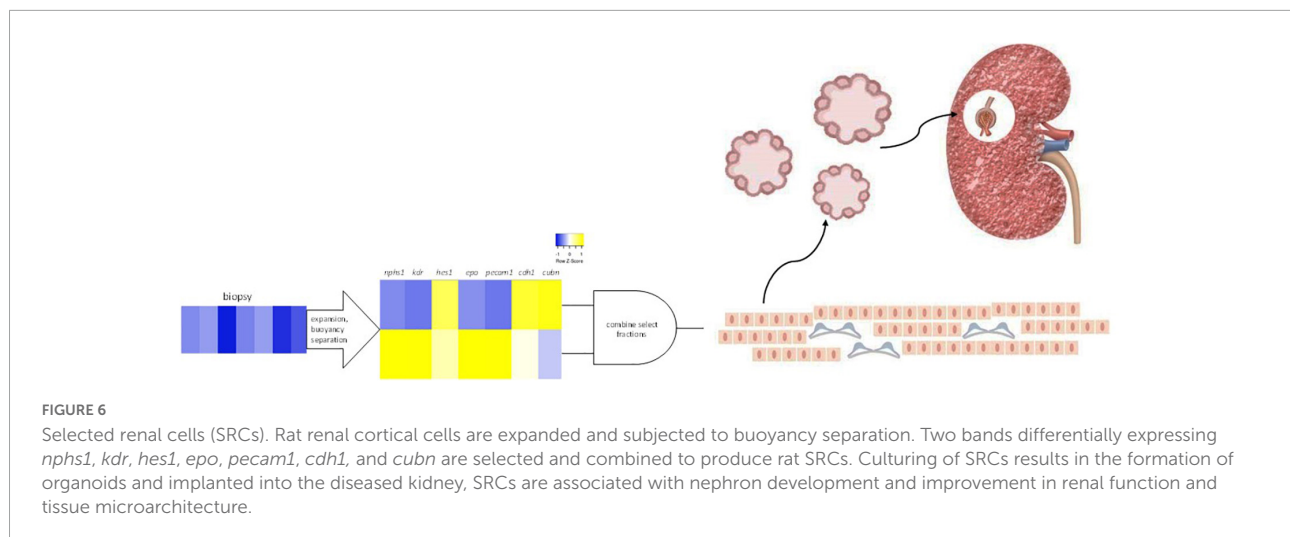 -1 0 1
Row Z-Score
nphs1 kdr hes1 epo pecam1 cdh1 cubn
biopsy
expansion,
buoyancy
separation
combine select
fractions
FIGURE 6
Selected renal cells (SRCs). Rat renal cortical cells are expanded and subjected to buoyancy separation. Two bands differentially expressing
nphs1, kdr, hes1, epo, pecam1, cdh1, and cubn are selected and combined to produce rat SRCs. Culturing of SRCs results in the formation of
organoids and implanted into the diseased kidney, SRCs are associated with nephron development and improvement in renal function and
tissue microarchitecture.